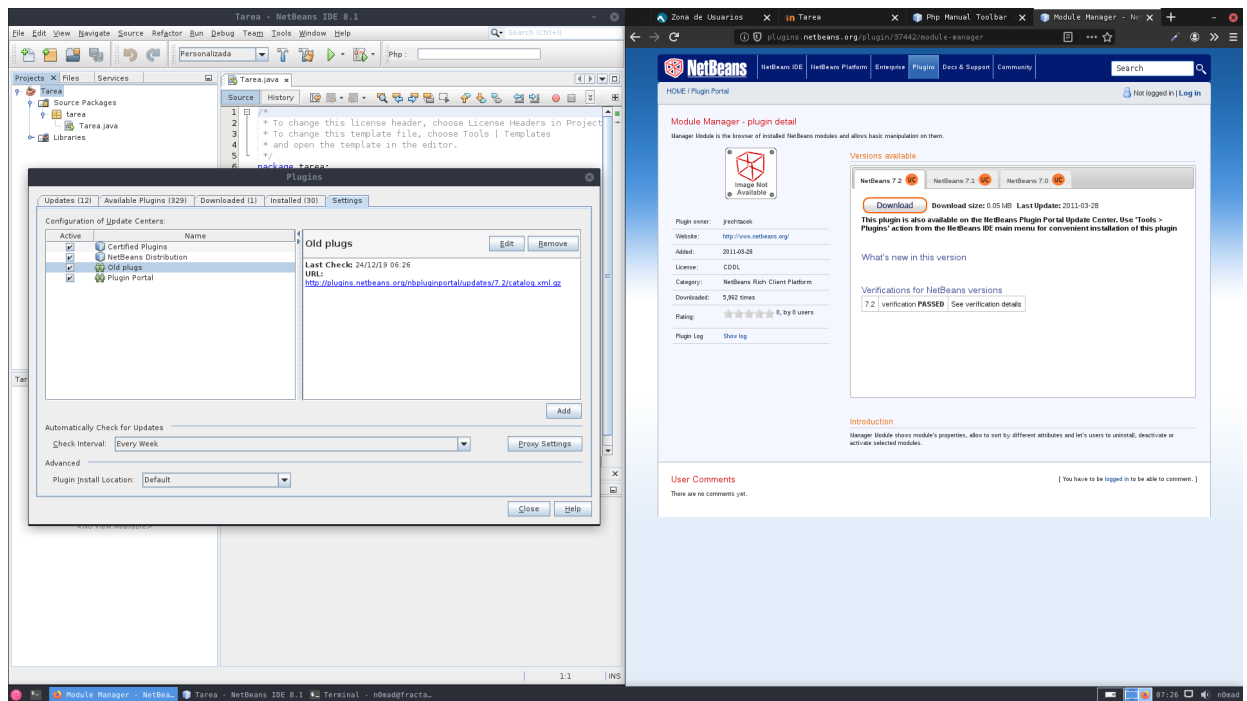 Tarea - NetBeans IDE 8.1
File Edit View Navigate Source Refactor Run Debug Team Tools Window Help
Search (Ctrl+I)
Personalizada
Php:
Projects Files Services
Tarea
Source Packages
tarea
Tarea.java
Libraries
Tarea.java
Source History
1 /*
2 * To change this license header, choose License Headers in Project
3 * To change this template file, choose Tools | Templates
4 * and open the template in the editor.
5 */
6 package tarea;
Plugins
Updates (12) Available Plugins (329) Downloaded (1) Installed (30) Settings
Configuration of Update Centers:
Active Name
Certified Plugins
NetBeans Distribution
Old plugs
Plugin Portal
Old plugs
Edit Remove
Last Check: 24/12/19 06:26
URL:
http://plugins.netbeans.org/nbpluginportal/updates/7.2/catalog.xml.gz
Add
Automatically Check for Updates
Check Interval: Every Week
Proxy Settings
Advanced
Plugin Install Location: Default
Close Help
Tar
<No View Available>
1:1 INS
Zona de Usuarios
Tarea
Php Manual Toolbar
Module Manager - Net
plugins.netbeans.org/plugin/37442/module-manager
NetBeans
NetBeans IDE NetBeans Platform Enterprise Plugins Docs & Support Community
Search
HOME / Plugin Portal
Not logged in | Log in
Module Manager - plugin detail
Manager Module is the browser of installed NetBeans modules and allows basic manipulation on them.
Image Not
Available
Plugin owner: jrechtacek
Website: http://www.netbeans.org/
Added: 2011-03-28
License: CDDL
Category: NetBeans Rich Client Platform
Downloaded: 5,962 times
Rating: 0, by 0 users
Plugin Log Show log
Versions available
NetBeans 7.2 UC NetBeans 7.1 UC NetBeans 7.0 UC
Download Download size: 0.05 MB Last Update: 2011-03-28
This plugin is also available on the NetBeans Plugin Portal Update Center. Use 'Tools >
Plugins' action from the NetBeans IDE main menu for convenient installation of this plugin
What's new in this version
Verifications for NetBeans versions
7.2 verification PASSED See verification details
Introduction
Manager Module shows module's properties, allow to sort by different attributes and let's users to uninstall, deactivate or
activate selected modules.
User Comments
[ You have to be logged in to be able to comment. ]
There are no comments yet.
Module Manager - NetBea…
Tarea - NetBeans IDE 8.1
Terminal - n0mad@fracta…
07:26
n0mad